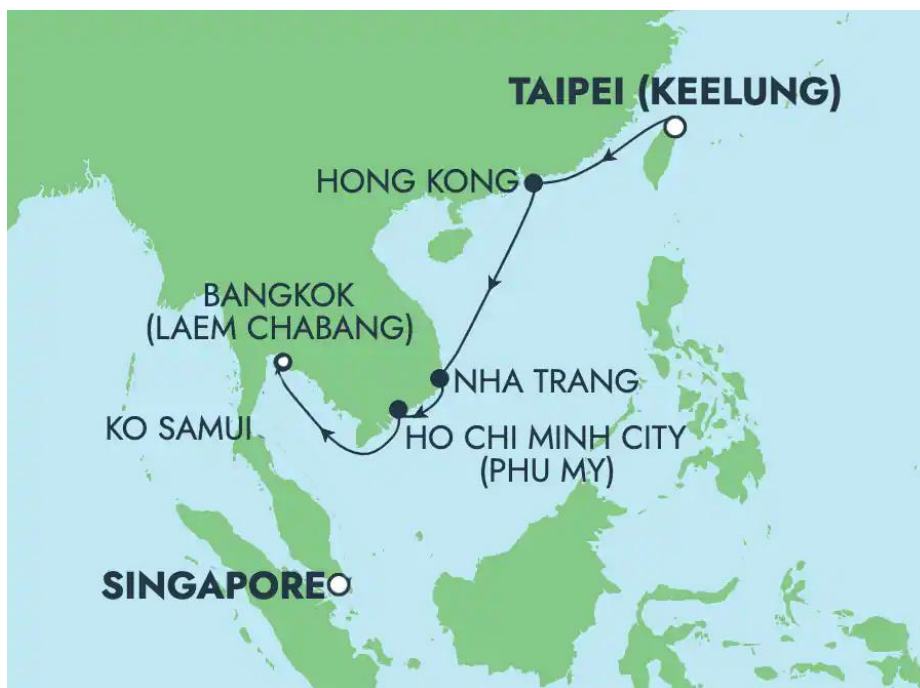 TAIPEI (KEELUNG)
HONG KONG
BANGKOK
(LAEM CHABANG)
NHA TRANG
KO SAMUI
HO CHI MINH CITY
(PHU MY)
SINGAPORE